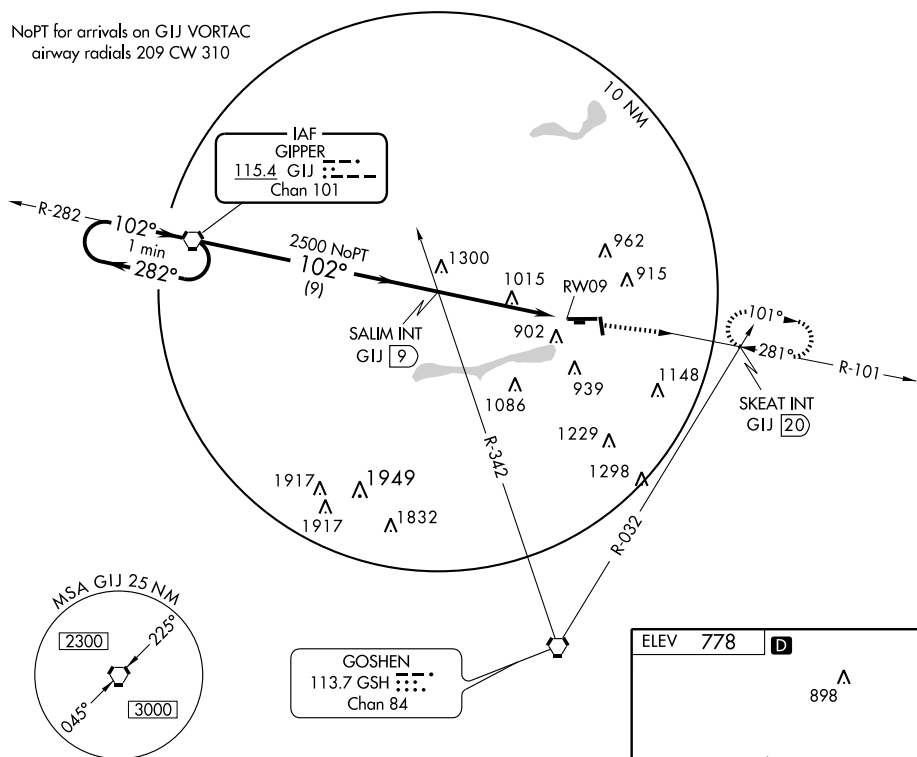 NoPT for arrivals on GIJ VORTAC
airway radials 209 CW 310
10 NM
IAF
GIPPER
115.4 GIJ
Chan 101
R-282
102°
1 min
282°
2500 NoPT
102°
(9)
1300
1015
962
915
RW09
SALIM INT
GIJ 9
902
939
1086
1148
101°
281°
R-101
SKEAT INT
GIJ 20
1229
1298
R-342
R-032
1917
1949
1917
1832
MSA GIJ 25 NM
2300
225°
045°
3000
GOSHEN
113.7 GSH
Chan 84
ELEV 778 D
898